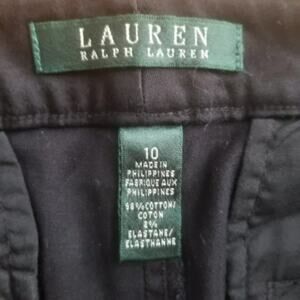 LAUREN
RALPH LAUREN
10
MADE IN
PHILIPPINES
FABRIQUE AUX
PHILIPPINES
98% COTTON/
COTON
2%
ELASTANE/
ELASTHANNE